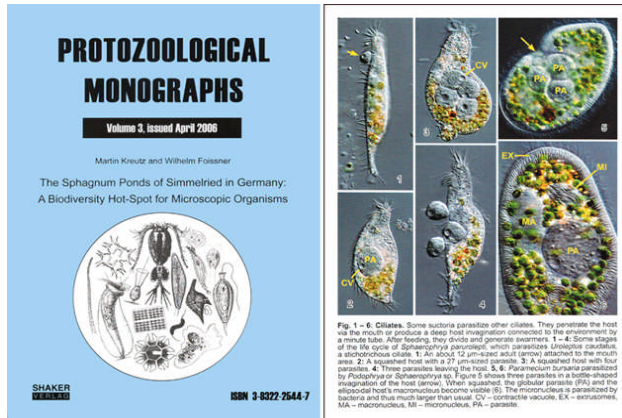 PROTOZOOLOGICAL
MONOGRAPHS
Volume 3, issued April 2006
Martin Kreutz and Wilhelm Foissner
The Sphagnum Ponds of Simmelried in Germany:
A Biodiversity Hot-Spot for Microscopic Organisms
SHAKER
VERLAG
ISBN 3-8322-2544-7
1
CV
3
PA
PA
PA
5
PA
CV
2
4
EX
MI
MA
PA
6
Fig. 1 – 6: Ciliates. Some suctoria parasitize other ciliates. They penetrate the host
via the mouth or produce a deep host invagination connected to the environment by
a minute tube. After feeding, they divide and generate swarmers. 1 – 4: Some stages
of the life cycle of Sphaerophrya parurolepti, which parasitizes Uroleptus caudatus,
a stichotrichous ciliate. 1: An about 12 µm-sized adult (arrow) attached to the mouth
area. 2: A squashed host with a 27 µm-sized parasite. 3: A squashed host with four
parasites. 4: Three parasites leaving the host. 5, 6: Paramecium bursaria parasitized
by Podophrya or Sphaerophrya sp. Figure 5 shows three parasites in a bottle-shaped
invagination of the host (arrow). When squashed, the globular parasite (PA) and the
ellipsoidal host's macronucleus become visible (6). The micronucleus is parasitized by
bacteria and thus much larger than usual. CV – contractile vacuole, EX – extrusomes,
MA – macronucleus, MI – micronucleus, PA – parasite.